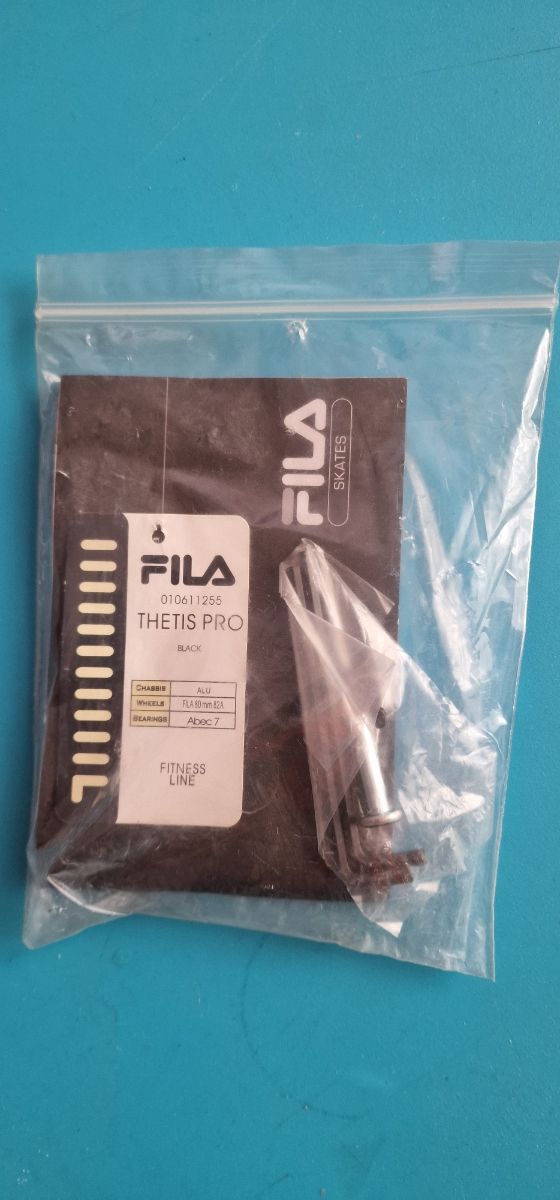 FILA
SKATES
FILA
010611255
THETIS PRO
BLACK
CHASSIS ALU
WHEELS FILA 80 mm 82A
BEARINGS Abec 7
FITNESS
LINE